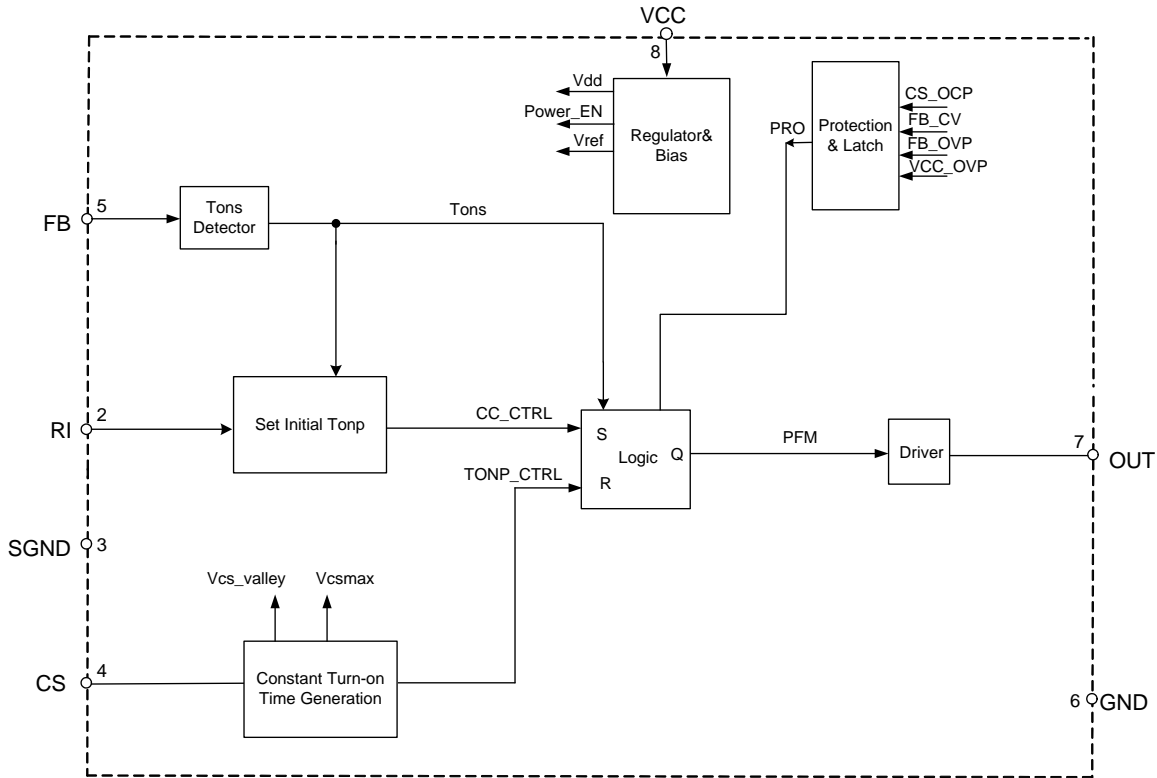 VCC
8
Vdd
Power_EN
Vref
Regulator&
Bias
PRO
Protection
& Latch
CS_OCP
FB_CV
FB_OVP
VCC_OVP
FB
5
Tons
Detector
Tons
RI
2
Set Initial Tonp
CC_CTRL
TONP_CTRL
S
Logic
Q
R
PFM
Driver
7
OUT
SGND
3
Vcs_valley
Vcsmax
CS
4
Constant Turn-on
Time Generation
6
GND